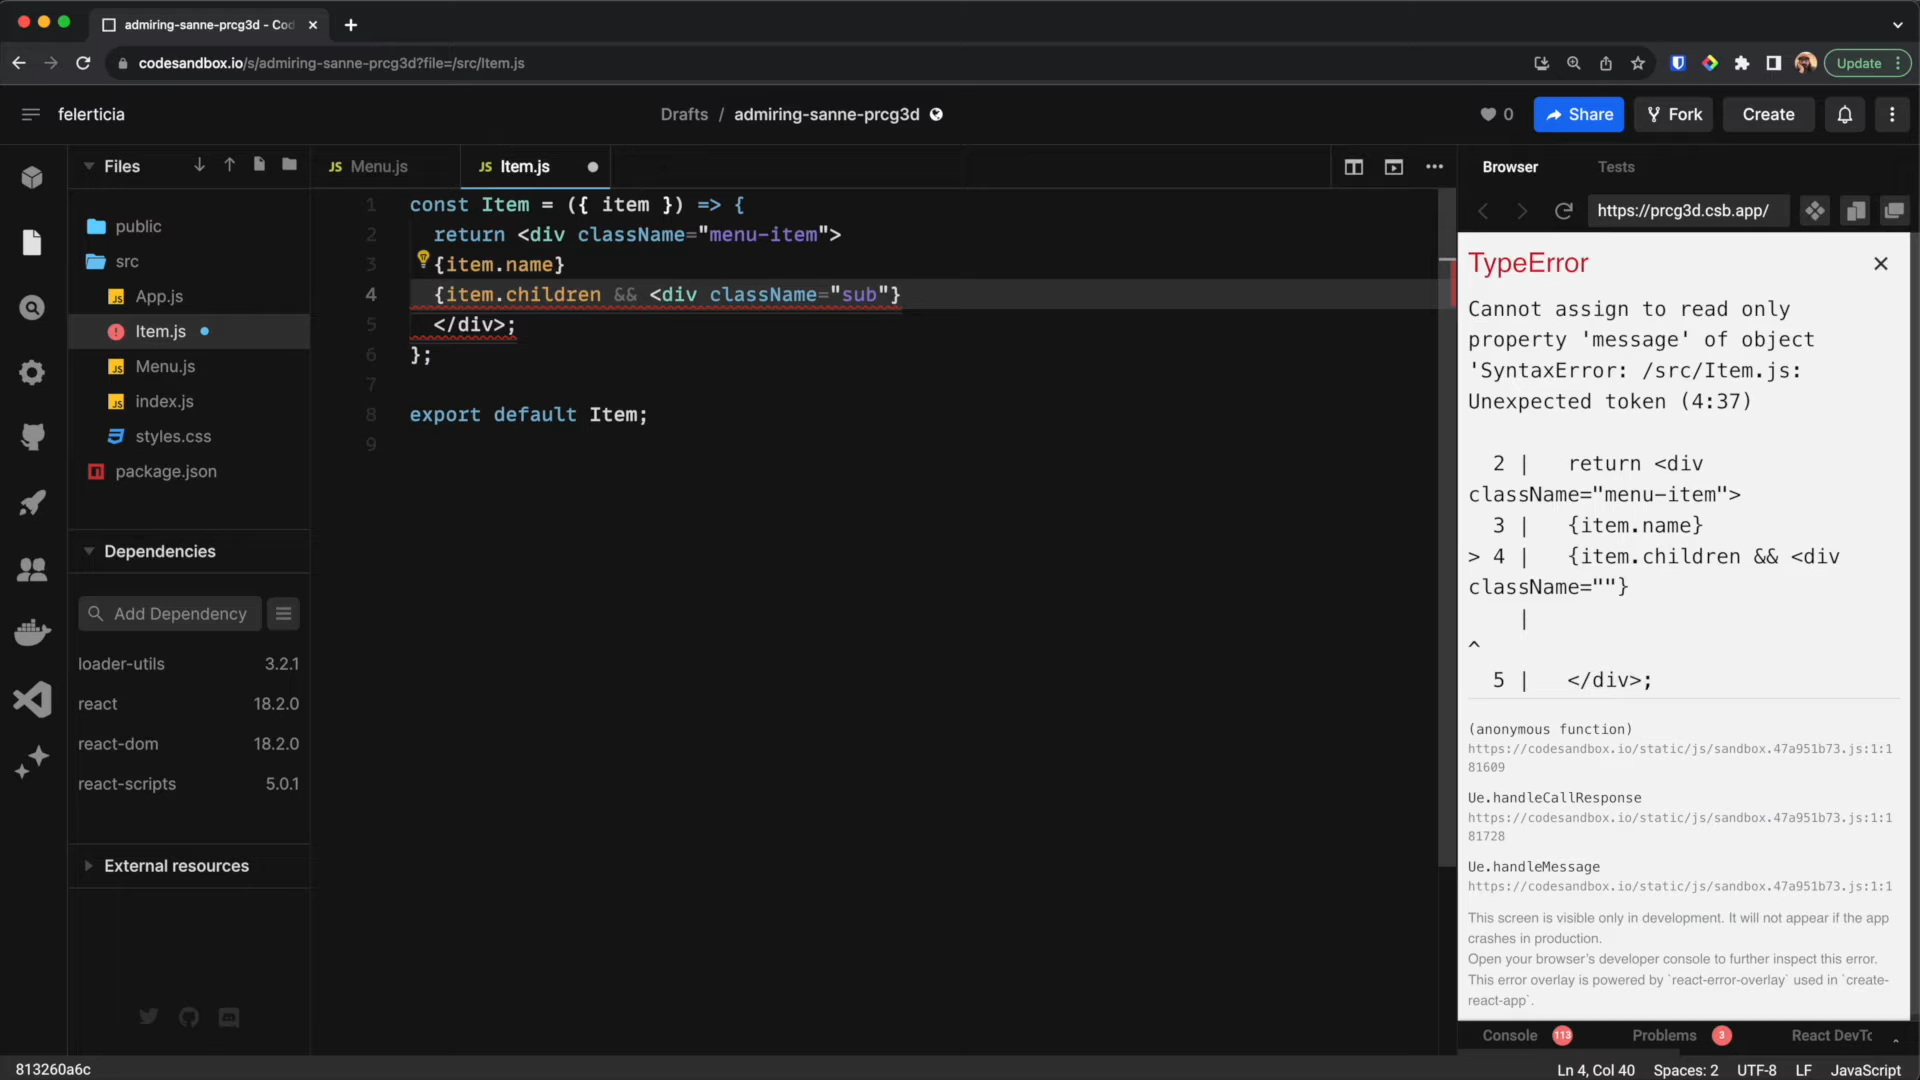 admiring-sanne-prcg3d - Cod
codesandbox.io/s/admiring-sanne-prcg3d?file=/src/Item.js
Update
felerticia
Drafts / admiring-sanne-prcg3d
0
Share
Fork
Create
Files
JS Menu.js
JS Item.js
Browser
Tests
https://prcg3d.csb.app/
public
src
JS App.js
Item.js
JS Menu.js
JS index.js
styles.css
package.json
Dependencies
Add Dependency
loader-utils 3.2.1
react 18.2.0
react-dom 18.2.0
react-scripts 5.0.1
External resources
1 const Item = ({ item }) => {
2 return <div className="menu-item">
3 {item.name}
4 {item.children && <div className="sub"}
5 </div>;
6 };
7
8 export default Item;
9
TypeError
Cannot assign to read only
property 'message' of object
'SyntaxError: /src/Item.js:
Unexpected token (4:37)
2 | return <div
className="menu-item">
3 | {item.name}
> 4 | {item.children && <div
className=""}
|
^
5 | </div>;
(anonymous function)
https://codesandbox.io/static/js/sandbox.47a951b73.js:1:1
81609
Ue.handleCallResponse
https://codesandbox.io/static/js/sandbox.47a951b73.js:1:1
81728
Ue.handleMessage
https://codesandbox.io/static/js/sandbox.47a951b73.js:1:1
This screen is visible only in development. It will not appear if the app
crashes in production.
Open your browser's developer console to further inspect this error.
This error overlay is powered by `react-error-overlay` used in `create-
react-app`.
Console 113
Problems 3
React DevTo
813260a6c
Ln 4, Col 40
Spaces: 2
UTF-8
LF
JavaScript